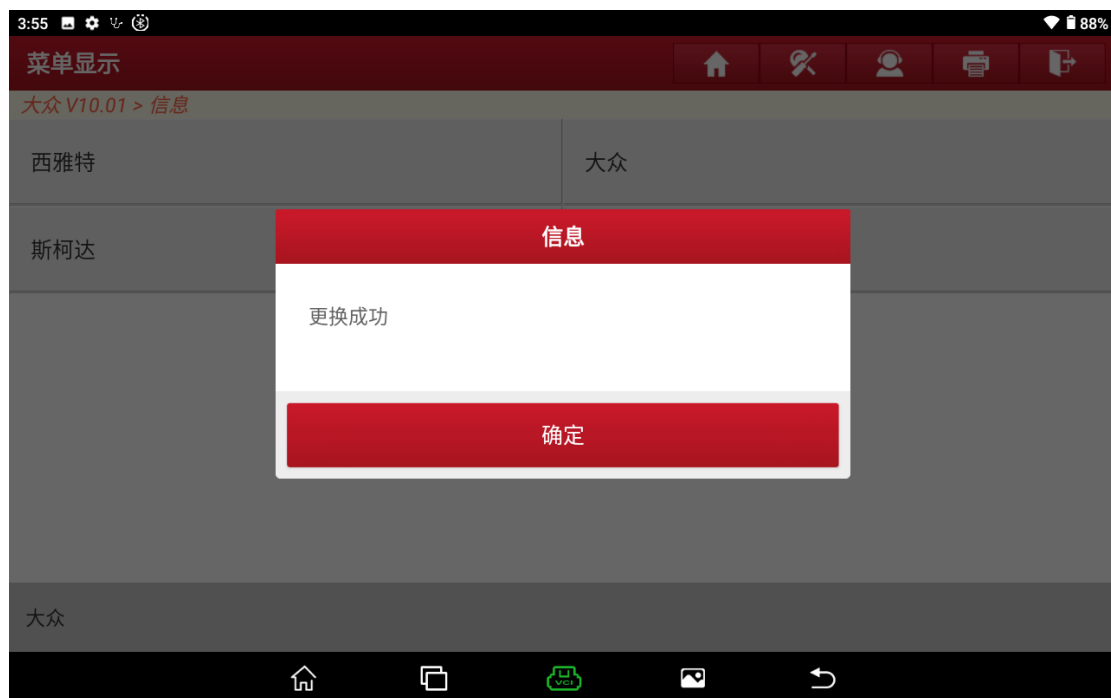 3:55
88%
菜单显示
大众 V10.01 > 信息
西雅特
大众
斯柯达
信息
更换成功
确定
大众
VCI